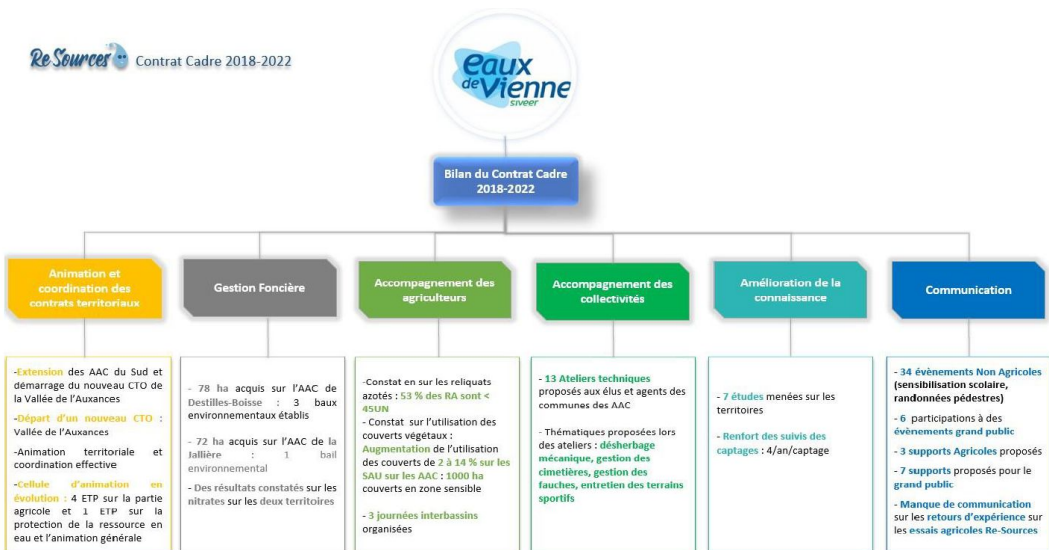 Re Sources Contrat Cadre 2018-2022
eaux
de Vienne
siveer
Bilan du Contrat Cadre
2018-2022
Animation et
coordination des
contrats territoriaux
Gestion Foncière
Accompagnement des
agriculteurs
Accompagnement des
collectivités
Amélioration de la
connaissance
Communication
-Extension des AAC du Sud et
démarrage du nouveau CTO de
la Vallée de l'Auxances
-Départ d'un nouveau CTO :
Vallée de l'Auxances
-Animation territoriale et
coordination effective
-Cellule d'animation en
évolution : 4 ETP sur la partie
agricole et 1 ETP sur la
protection de la ressource en
eau et l'animation générale
- 78 ha acquis sur l'AAC de
Destilles-Boisse : 3 baux
environnementaux établis
- 72 ha acquis sur l'AAC de la
Jallière : 1 bail
environnemental
- Des résultats constatés sur les
nitrates sur les deux territoires
-Constat en sur les reliquats
azotés : 53 % des RA sont <
45UN
- Constat sur l'utilisation des
couverts végétaux :
Augmentation de l'utilisation
des couverts de 2 à 14 % sur les
SAU sur les AAC : 1000 ha
couverts en zone sensible
- 3 journées interbassins
organisées
- 13 Ateliers techniques
proposés aux élus et agents des
communes des AAC
- Thématiques proposées lors
des ateliers : désherbage
mécanique, gestion des
cimetières, gestion des
fauches, entretien des terrains
sportifs
- 7 études menées sur les
territoires
- Renfort des suivis des
captages : 4/an/captage
- 34 évènements Non Agricoles
(sensibilisation scolaire,
randonnées pédestres)
- 6 participations à des
évènements grand public
- 3 supports Agricoles proposés
- 7 supports proposés pour le
grand public
- Manque de communication
sur les retours d'expérience sur
les essais agricoles Re-Sources